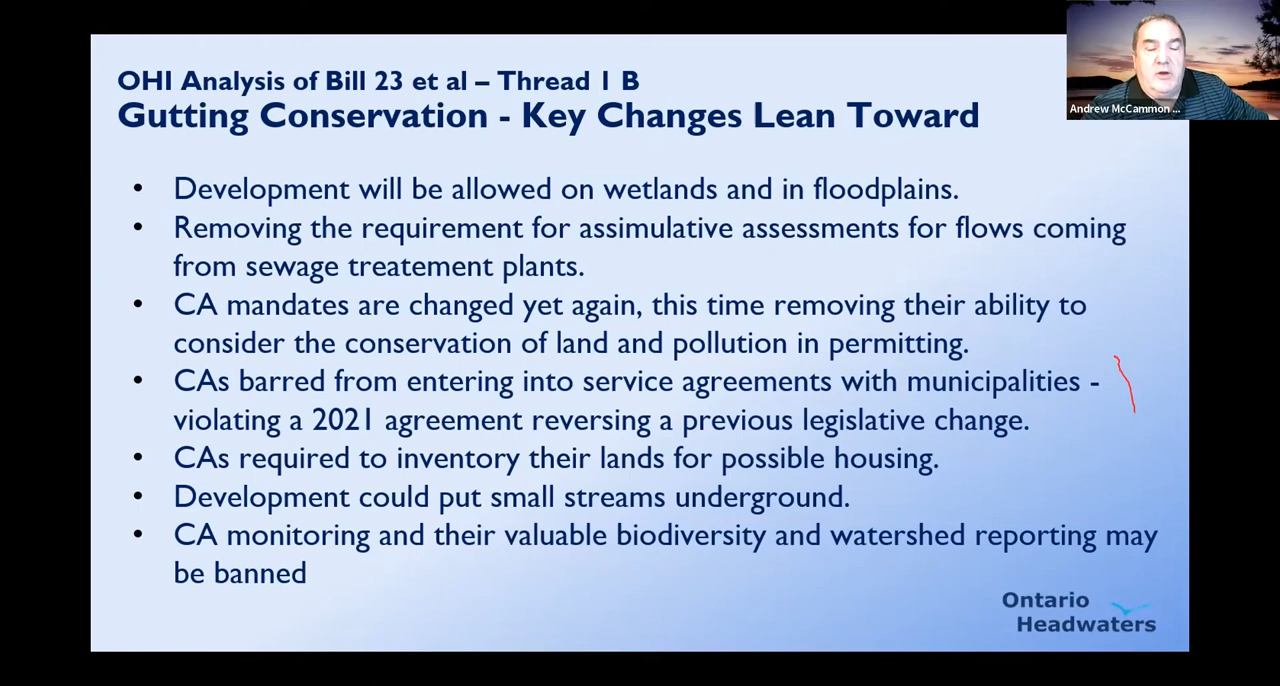 OHI Analysis of Bill 23 et al – Thread 1 B
Gutting Conservation - Key Changes Lean Toward
Andrew McCammon ...
• Development will be allowed on wetlands and in floodplains.
• Removing the requirement for assimulative assessments for flows coming
from sewage treatement plants.
• CA mandates are changed yet again, this time removing their ability to
consider the conservation of land and pollution in permitting.
• CAs barred from entering into service agreements with municipalities -
violating a 2021 agreement reversing a previous legislative change.
• CAs required to inventory their lands for possible housing.
• Development could put small streams underground.
• CA monitoring and their valuable biodiversity and watershed reporting may
be banned
Ontario
Headwaters